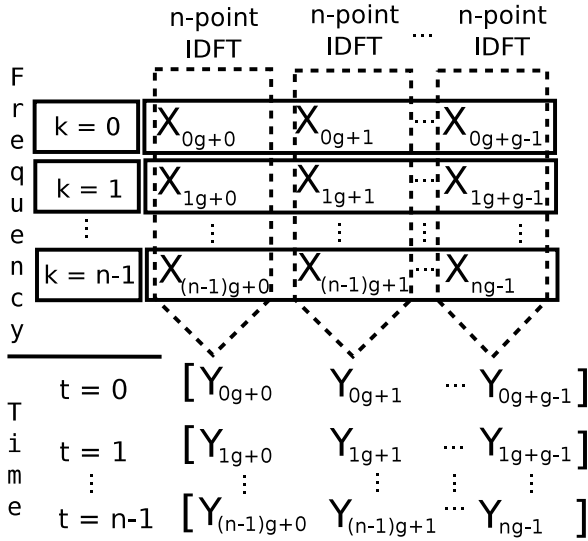 n-point IDFT n-point IDFT ... n-point IDFT
Frequency
k = 0 X0g+0 X0g+1 ... X0g+g-1
k = 1 X1g+0 X1g+1 ... X1g+g-1
⋮ ⋮ ⋮ ⋮ ⋮
k = n-1 X(n-1)g+0 X(n-1)g+1 ... Xng-1
Time
t = 0 [Y0g+0 Y0g+1 ... Y0g+g-1]
t = 1 [Y1g+0 Y1g+1 ... Y1g+g-1]
⋮ ⋮ ⋮ ⋮ ⋮
t = n-1 [Y(n-1)g+0 Y(n-1)g+1 ... Yng-1]